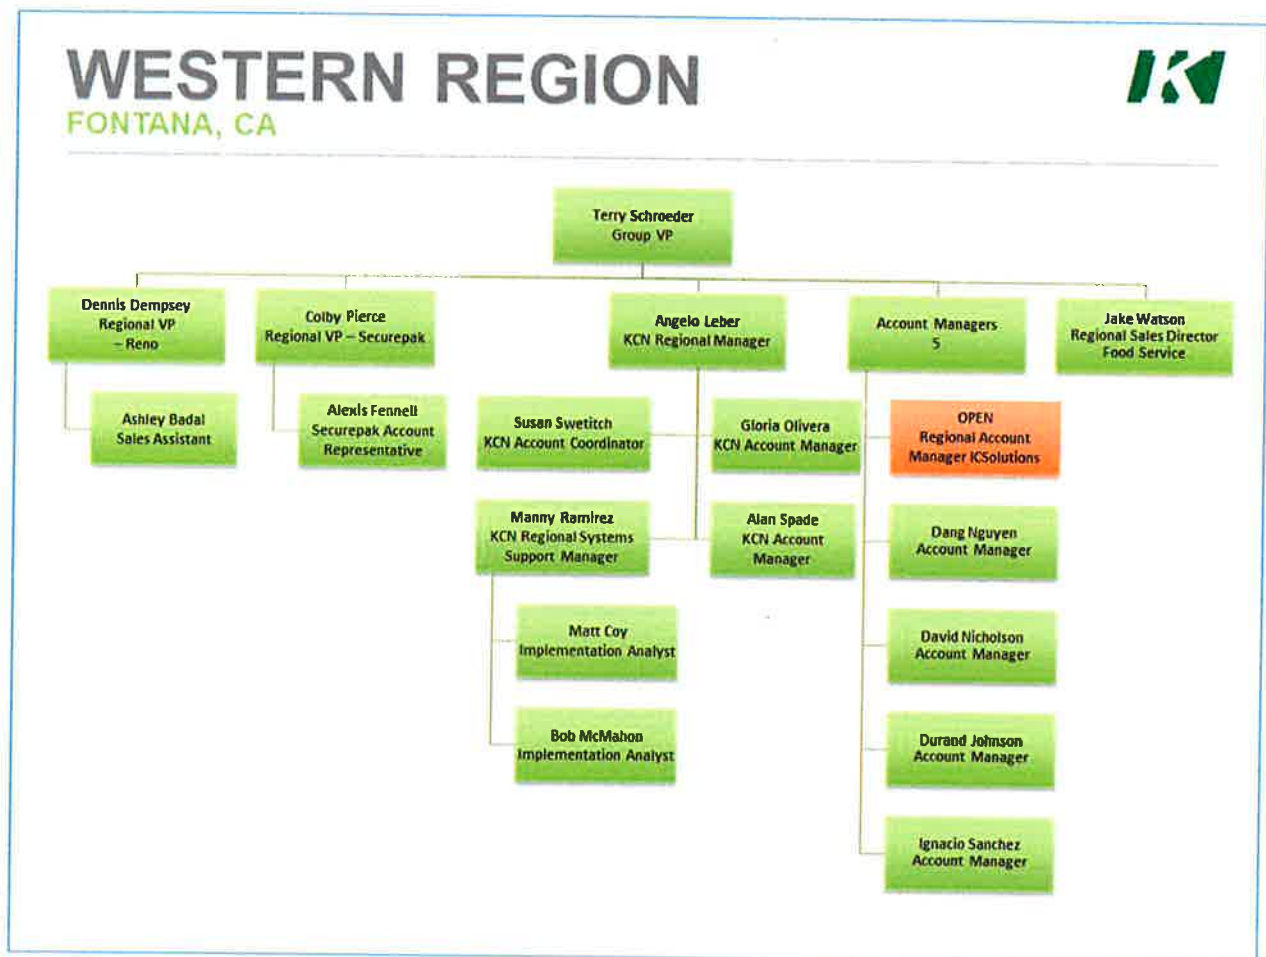 WESTERN REGION
FONTANA, CA
K
Terry Schroeder
Group VP
Dennis Dempsey
Regional VP
– Reno
Colby Pierce
Regional VP – Securepak
Angelo Leber
KCN Regional Manager
Account Managers
5
Jake Watson
Regional Sales Director
Food Service
Ashley Badal
Sales Assistant
Alexis Fennell
Securepak Account
Representative
Susan Swetitch
KCN Account Coordinator
Gloria Olivera
KCN Account Manager
OPEN
Regional Account
Manager ICSolutions
Manny Ramirez
KCN Regional Systems
Support Manager
Alan Spade
KCN Account
Manager
Dang Nguyen
Account Manager
Matt Coy
Implementation Analyst
David Nicholson
Account Manager
Bob McMahon
Implementation Analyst
Durand Johnson
Account Manager
Ignacio Sanchez
Account Manager